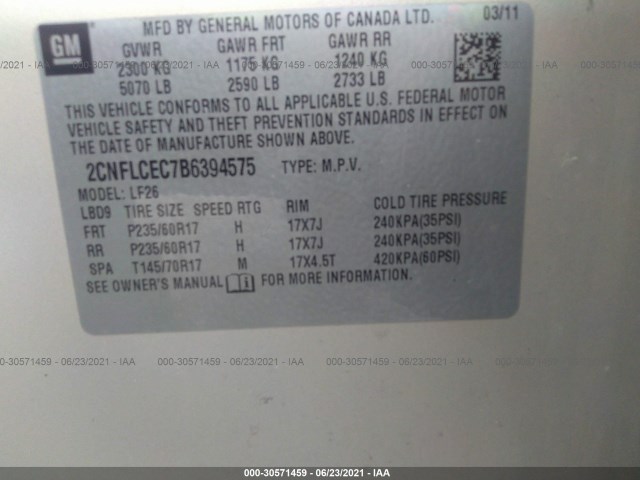 MFD BY GENERAL MOTORS OF CANADA LTD. 03/11
GM
GVWR GAWR FRT GAWR RR
2300 KG 1175 KG 1240 KG
5070 LB 2590 LB 2733 LB
THIS VEHICLE CONFORMS TO ALL APPLICABLE U.S. FEDERAL MOTOR
VEHICLE SAFETY AND THEFT PREVENTION STANDARDS IN EFFECT ON
THE DATE OF MANUFACTURE SHOWN ABOVE.
2CNFLCEC7B6394575 TYPE: M.P.V.
MODEL: LF26
LBD9 TIRE SIZE SPEED RTG RIM COLD TIRE PRESSURE
FRT P235/60R17 H 17X7J 240KPA(35PSI)
RR P235/60R17 H 17X7J 240KPA(35PSI)
SPA T145/70R17 M 17X4.5T 420KPA(60PSI)
SEE OWNER'S MANUAL FOR MORE INFORMATION.
000-30571459 - 06/23/2021 - IAA